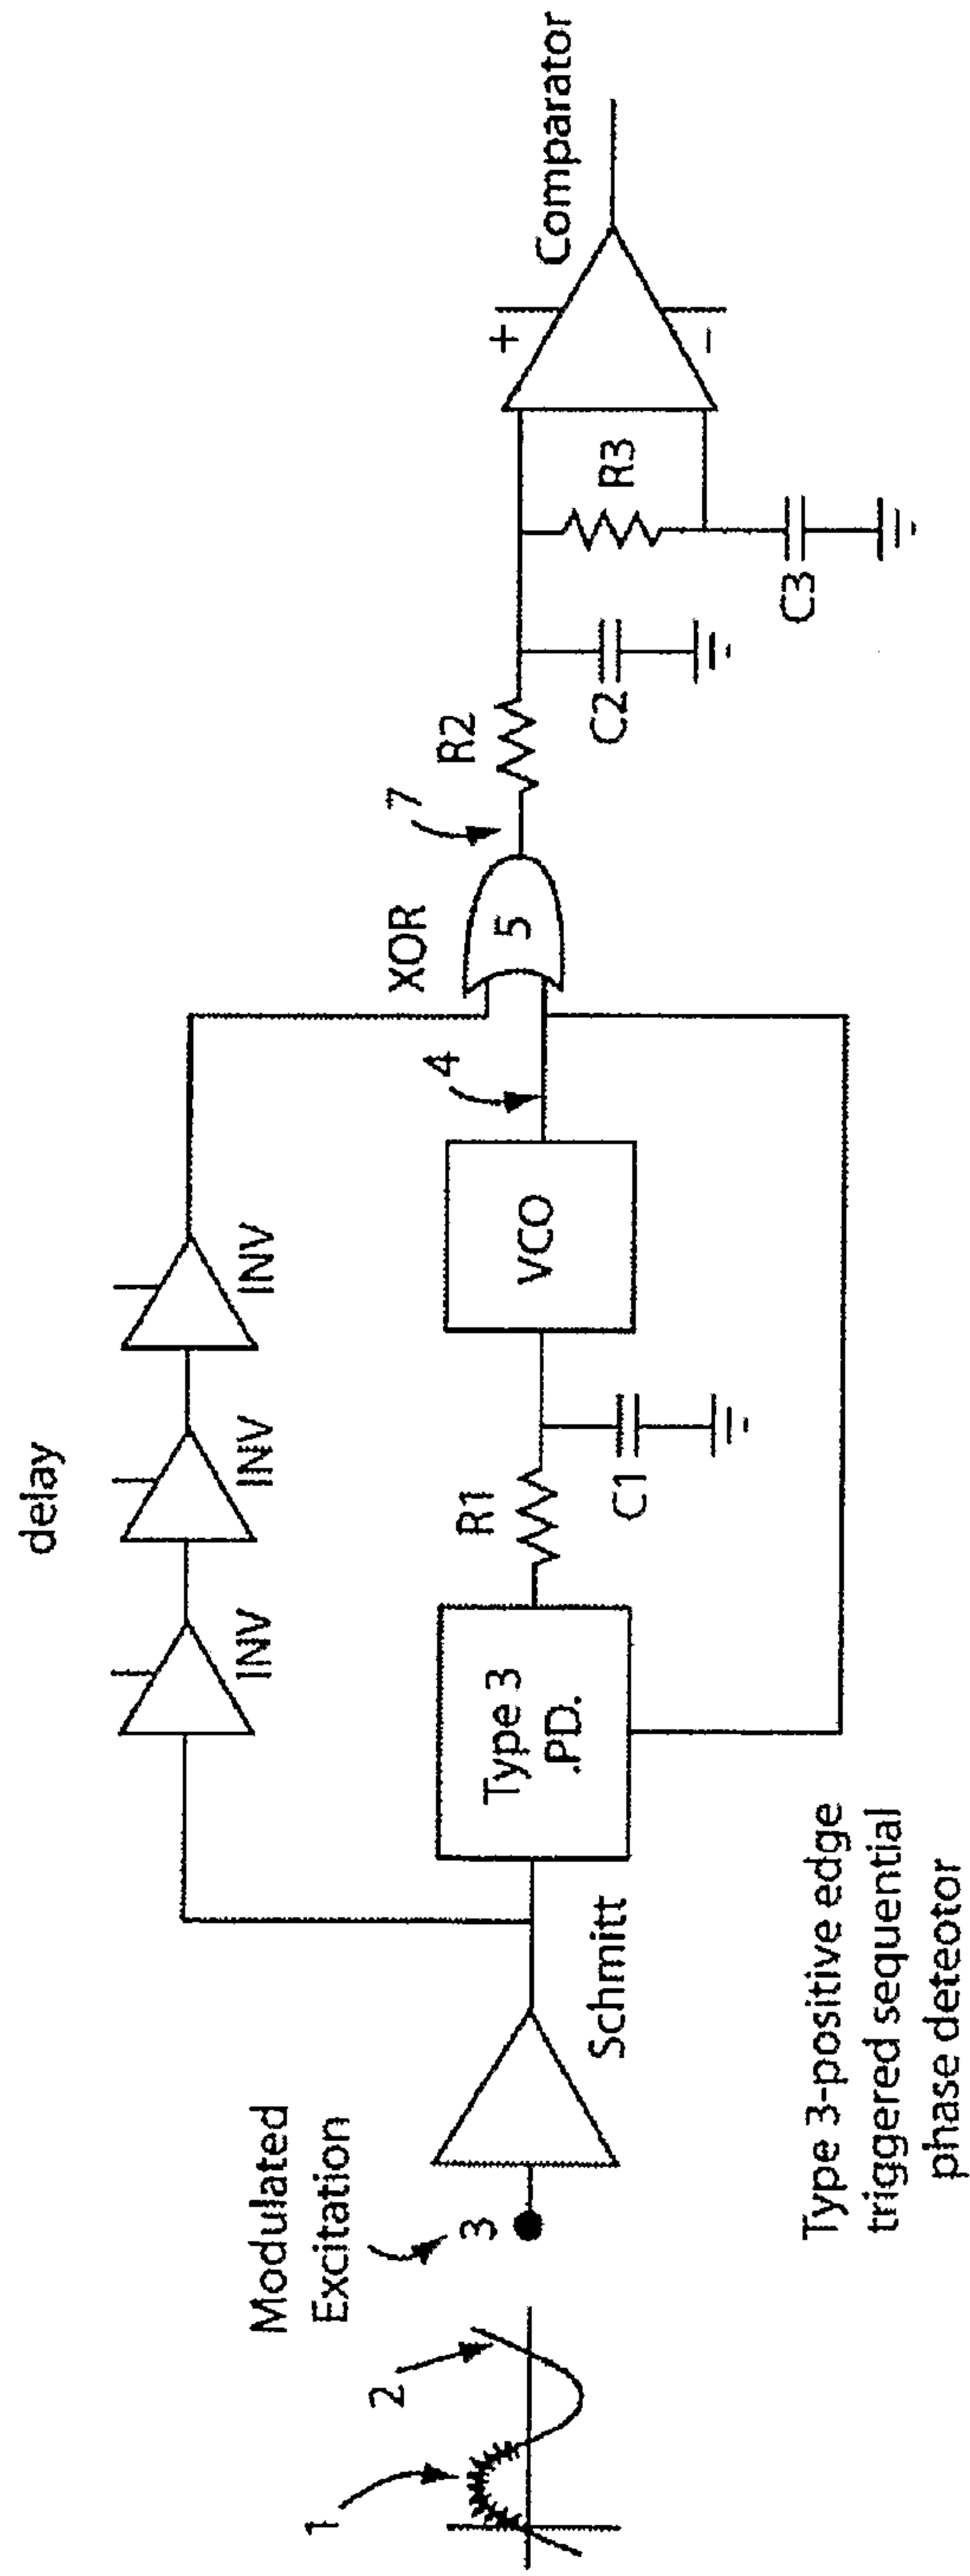 delay
INV
INV
INV
Modulated
Excitation
1
2
3
Schmitt
Type 3
.PD.
R1
C1
VCO
4
XOR
5
7
R2
C2
R3
C3
+
−
Comparator
Type 3-positive edge
triggered sequential
phase deteotor